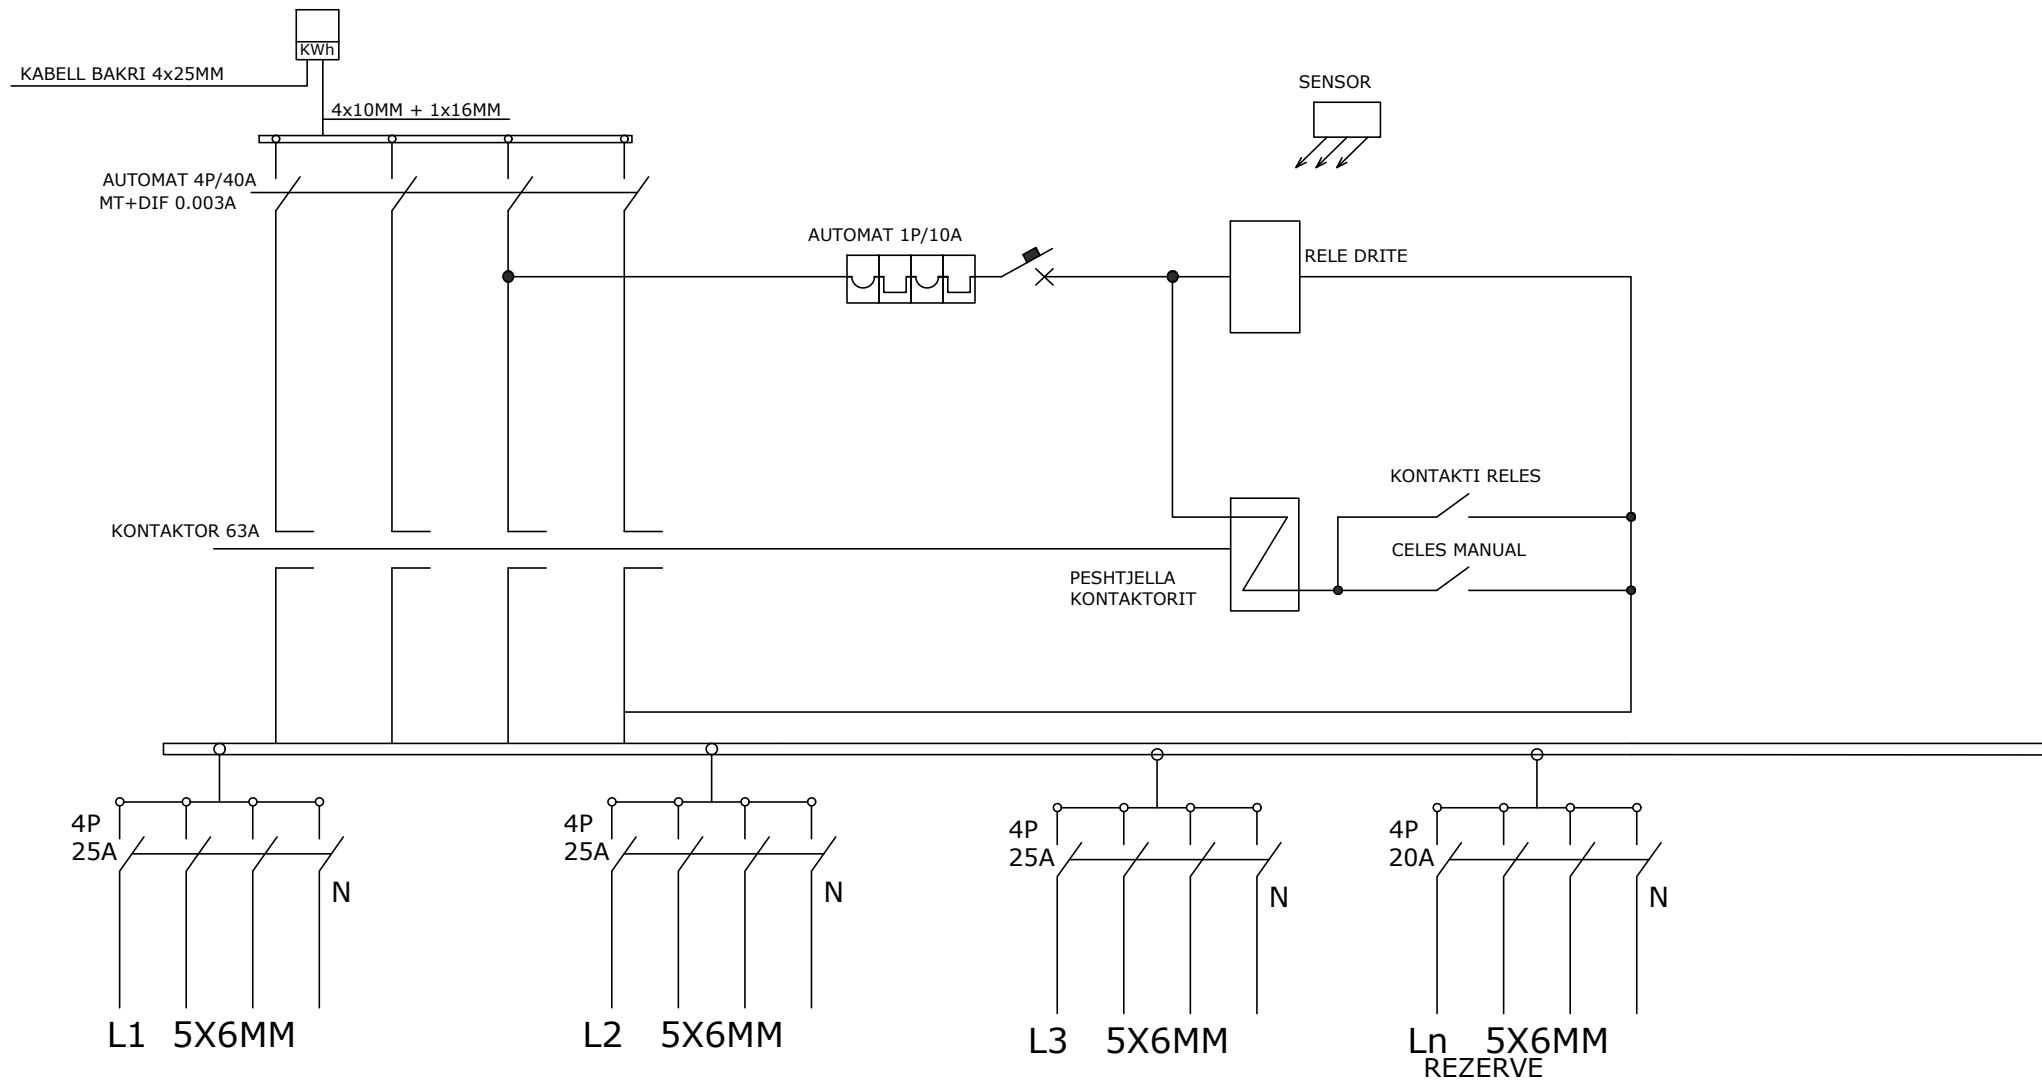 KWh
KABELL BAKRI 4x25MM
4x10MM + 1x16MM
SENSOR
AUTOMAT 4P/40A
MT+DIF 0.003A
AUTOMAT 1P/10A
RELE DRITE
KONTAKTI RELES
KONTAKTOR 63A
CELES MANUAL
PESHTJELLA
KONTAKTORIT
4P
25A
N
4P
25A
N
4P
25A
N
4P
20A
N
L1 5X6MM
L2 5X6MM
L3 5X6MM
Ln 5X6MM
REZERVE